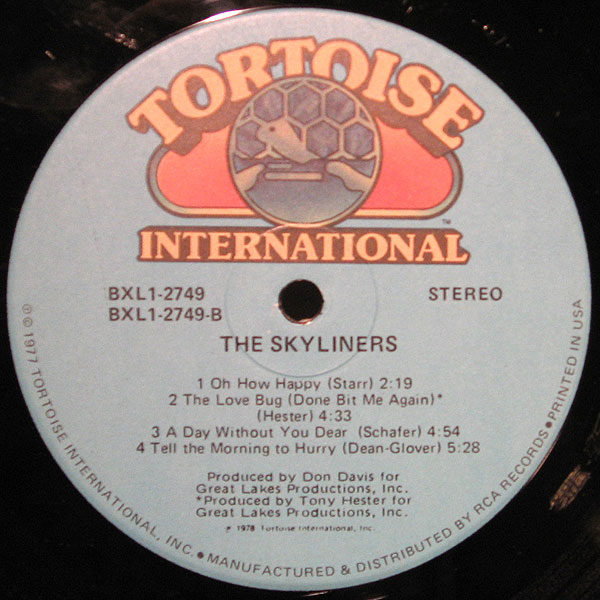 TORTOISE
™
INTERNATIONAL
BXL1-2749
BXL1-2749-B
STEREO
THE SKYLINERS
1 Oh How Happy (Starr) 2:19
2 The Love Bug (Done Bit Me Again)*
(Hester) 4:33
3 A Day Without You Dear (Schafer) 4:54
4 Tell the Morning to Hurry (Dean-Glover) 5:28
Produced by Don Davis for
Great Lakes Productions, Inc.
*Produced by Tony Hester for
Great Lakes Productions, Inc.
℗ 1978 Tortoise International, Inc.
℗ © 1977 TORTOISE INTERNATIONAL, INC. • MANUFACTURED & DISTRIBUTED BY RCA RECORDS • PRINTED IN USA